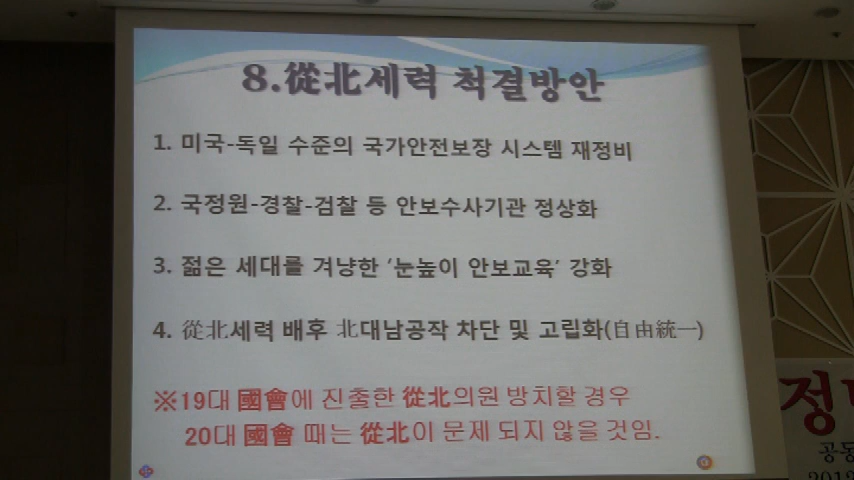 8.從北세력 척결방안
1. 미국-독일 수준의 국가안전보장 시스템 재정비
2. 국정원-경찰-검찰 등 안보수사기관 정상화
3. 젊은 세대를 겨냥한 ‘눈높이 안보교육’ 강화
4. 從北세력 배후 北대남공작 차단 및 고립화(自由統一)
※19대 國會에 진출한 從北의원 방치할 경우
20대 國會 때는 從北이 문제 되지 않을 것임.
정
공동
2012